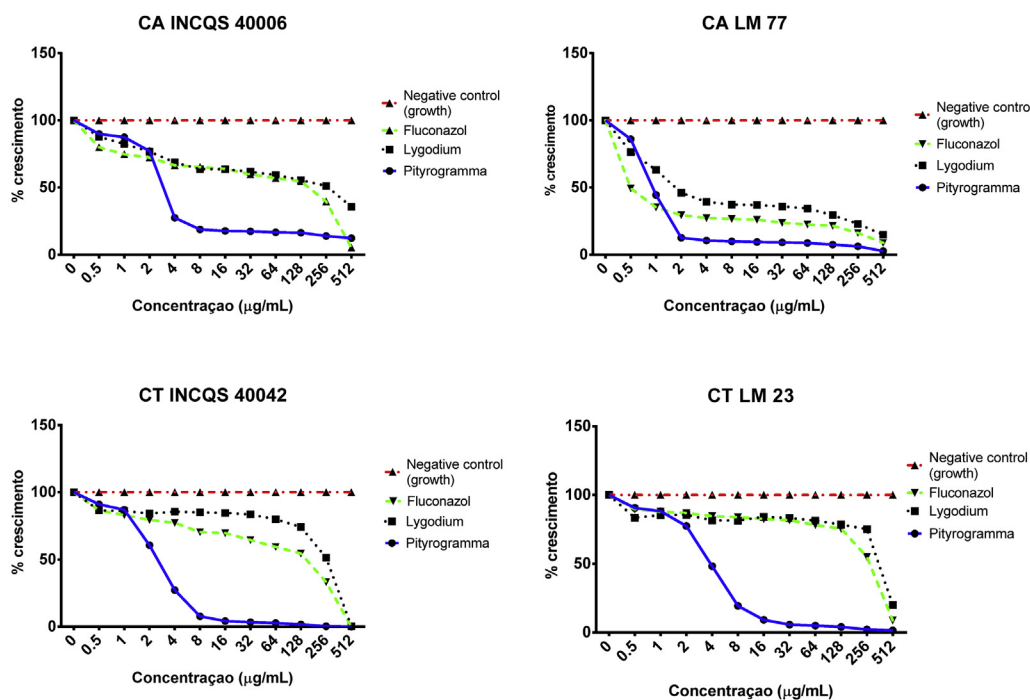 CA INCQS 40006
150
100
50
0
% crescimento
0 0.5 1 2 4 8 16 32 64 128 256 512
Concentraçao (µg/mL)
Negative control
(growth)
Fluconazol
Lygodium
Pityrogramma
CA LM 77
150
100
50
0
% crescimento
0 0.5 1 2 4 8 16 32 64 128 256 512
Concentraçao (µg/mL)
Negative control
(growth)
Fluconazol
Lygodium
Pityrogramma
CT INCQS 40042
150
100
50
0
% crescimento
0 0.5 1 2 4 8 16 32 64 128 256 512
Concentraçao (µg/mL)
Negative control
(growth)
Fluconazol
Lygodium
Pityrogramma
CT LM 23
150
100
50
0
% crescimento
0 0.5 1 2 4 8 16 32 64 128 256 512
Concentraçao (µg/mL)
Negative control
(growth)
Fluconazol
Lygodium
Pityrogramma